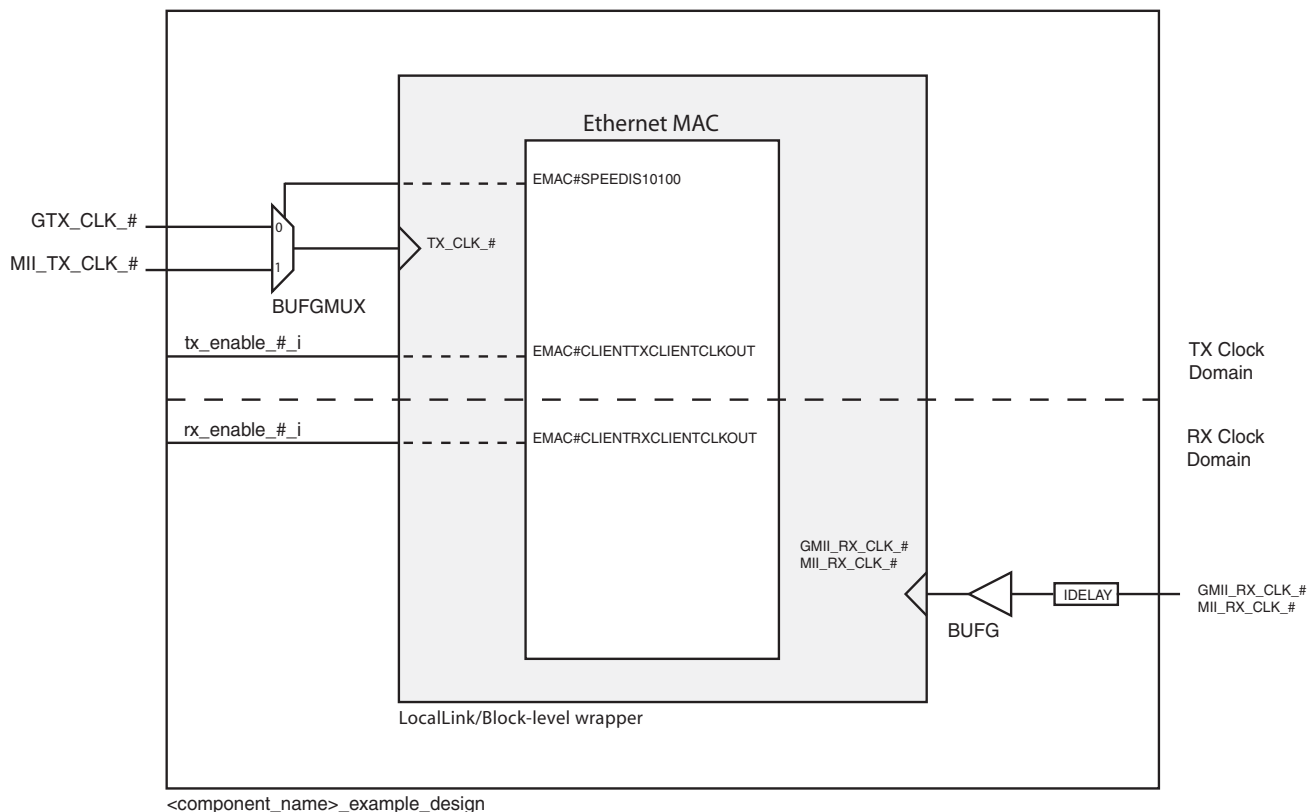 Ethernet MAC
EMAC#SPEEDIS10100
GTX_CLK_#
0
TX_CLK_#
MII_TX_CLK_#
1
BUFGMUX
tx_enable_#_i
EMAC#CLIENTTXCLIENTCLKOUT
TX Clock
Domain
rx_enable_#_i
EMAC#CLIENTRXCLIENTCLKOUT
RX Clock
Domain
GMII_RX_CLK_#
MII_RX_CLK_#
IDELAY
GMII_RX_CLK_#
MII_RX_CLK_#
BUFG
LocalLink/Block-level wrapper
<component_name>_example_design